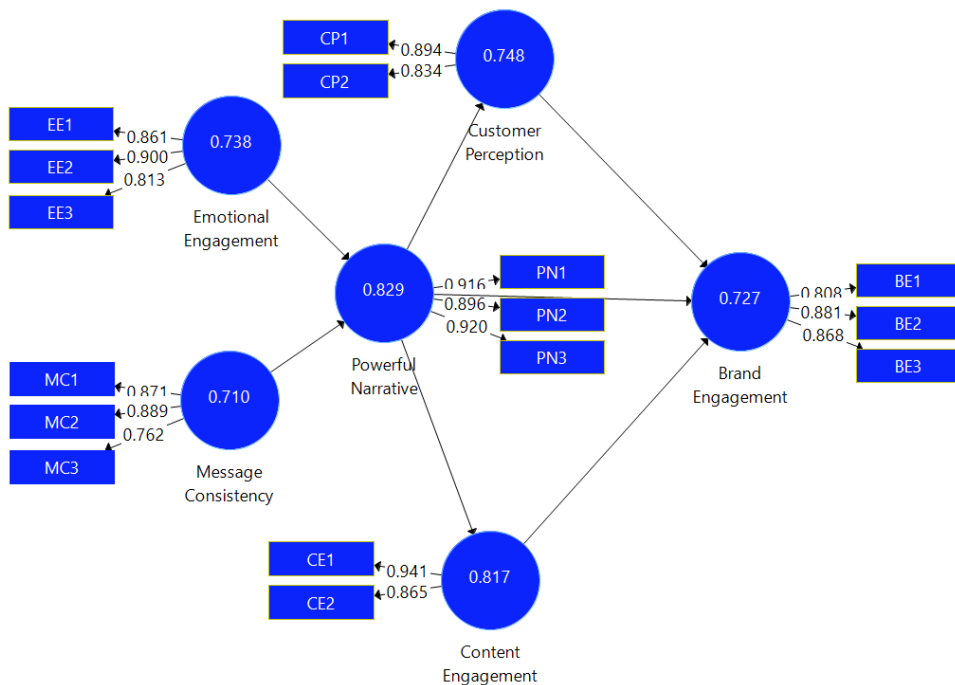 CP1
0.894
CP2
0.834
0.748
Customer
Perception
EE1
0.861
EE2
0.900
EE3
0.813
0.738
Emotional
Engagement
0.829
Powerful
Narrative
PN1
0.916
PN2
0.896
PN3
0.920
0.727
Brand
Engagement
BE1
0.808
BE2
0.881
BE3
0.868
MC1
0.871
MC2
0.889
MC3
0.762
0.710
Message
Consistency
CE1
0.941
CE2
0.865
0.817
Content
Engagement